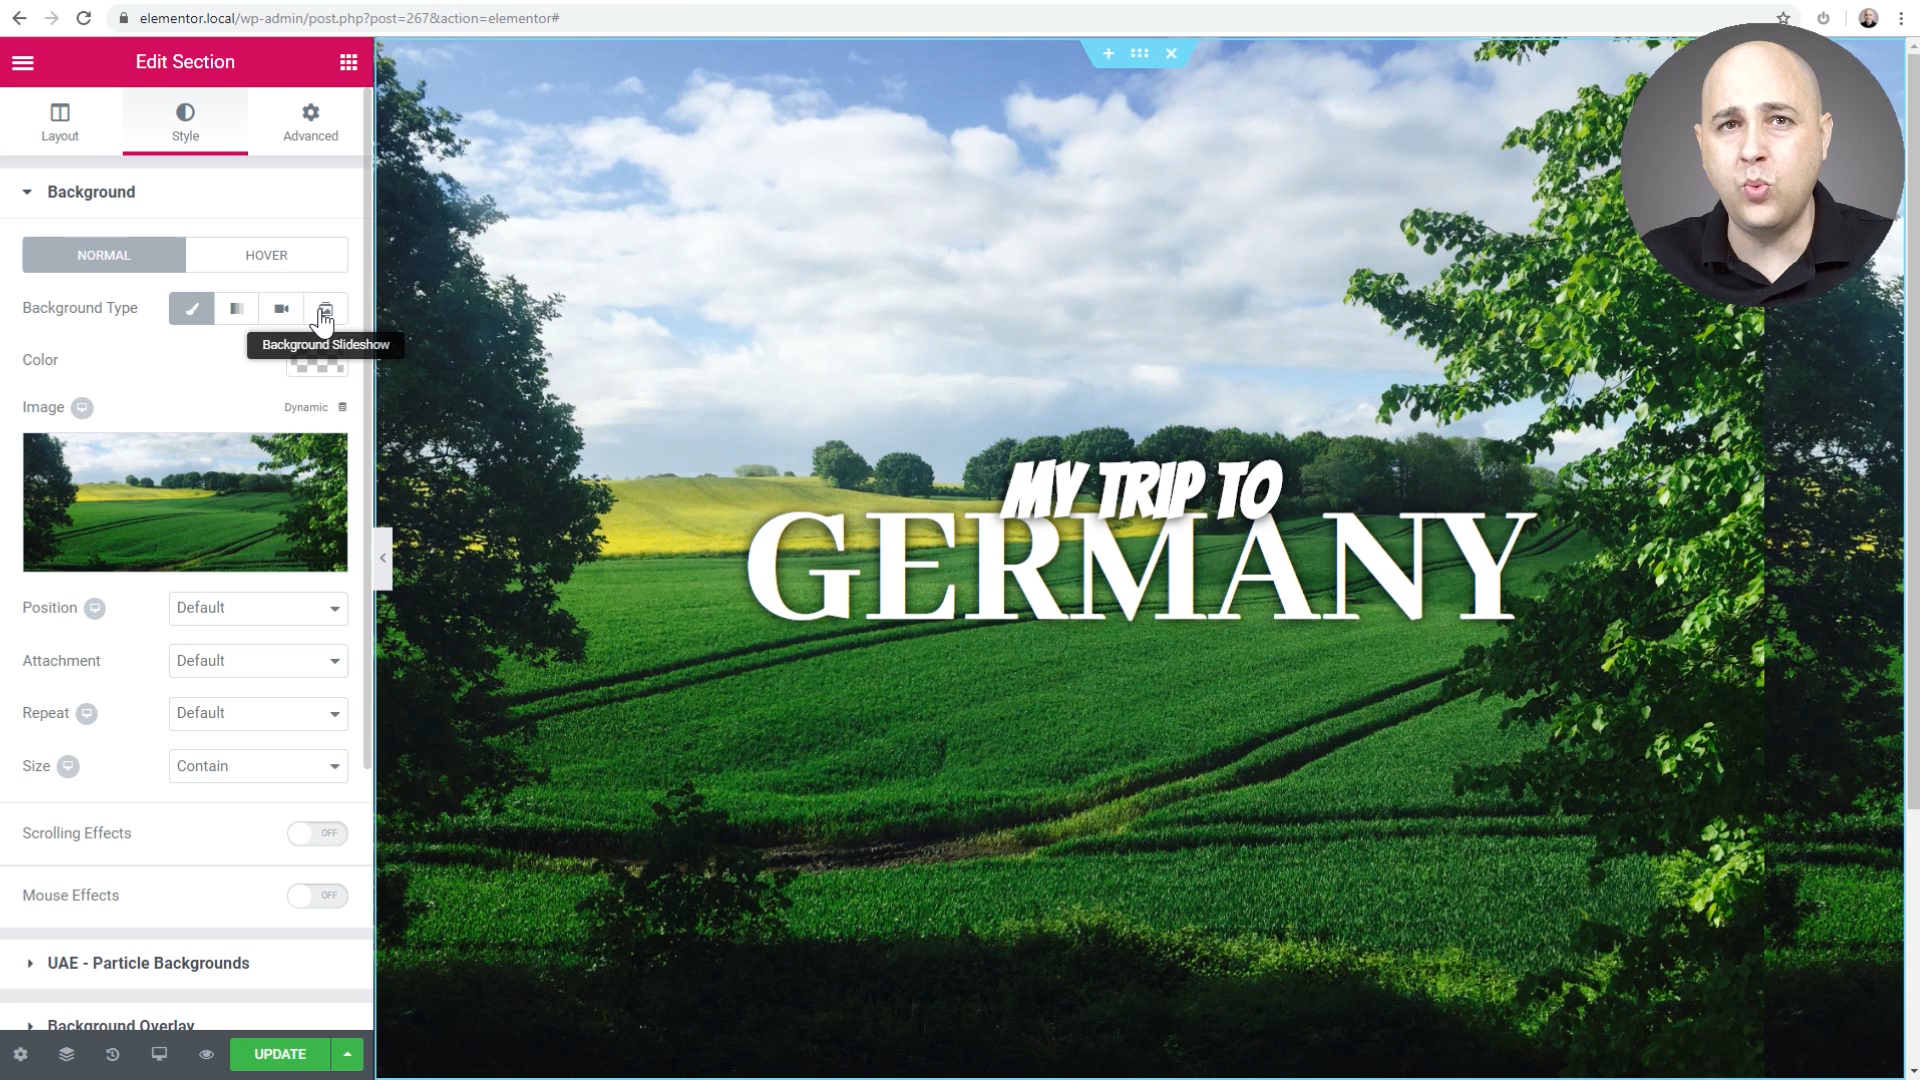 elementor.local/wp-admin/post.php?post=267&action=elementor#
Edit Section
Layout
Style
Advanced
Background
NORMAL
HOVER
Background Type
Background Slideshow
Color
Image
Dynamic
Position
Default
Attachment
Default
Repeat
Default
Size
Contain
Scrolling Effects
OFF
Mouse Effects
OFF
UAE - Particle Backgrounds
Background Overlay
UPDATE
MY TRIP TO
GERMANY